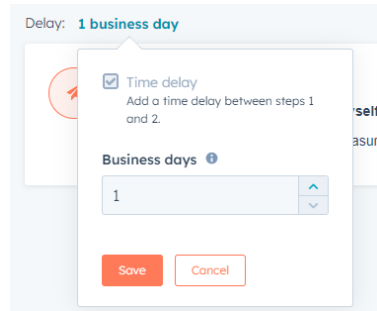 Delay: 1 business day
Time delay
Add a time delay between steps 1
and 2.
Business days
1
Save Cancel